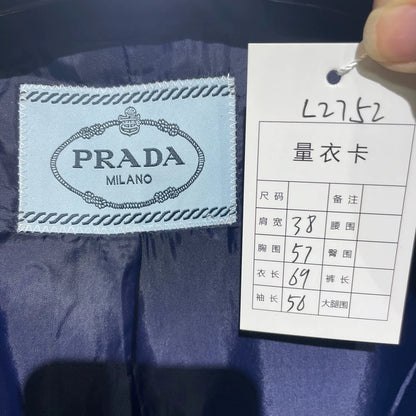 PRADA
MILANO
L2752
量衣卡
尺码 备注
肩宽 38 腰围
胸围 57 臀围
衣长 69 裤长
袖长 56 大腿围